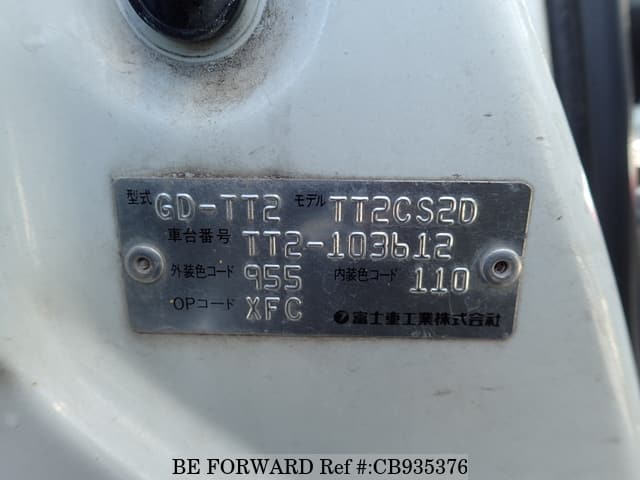 型式 GD-TT2 モデル TT2CS2D
車台番号 TT2-103612
外装色コード 955 内装色コード 110
OPコード XFC 富士重工業株式会社
BE FORWARD Ref #:CB935376